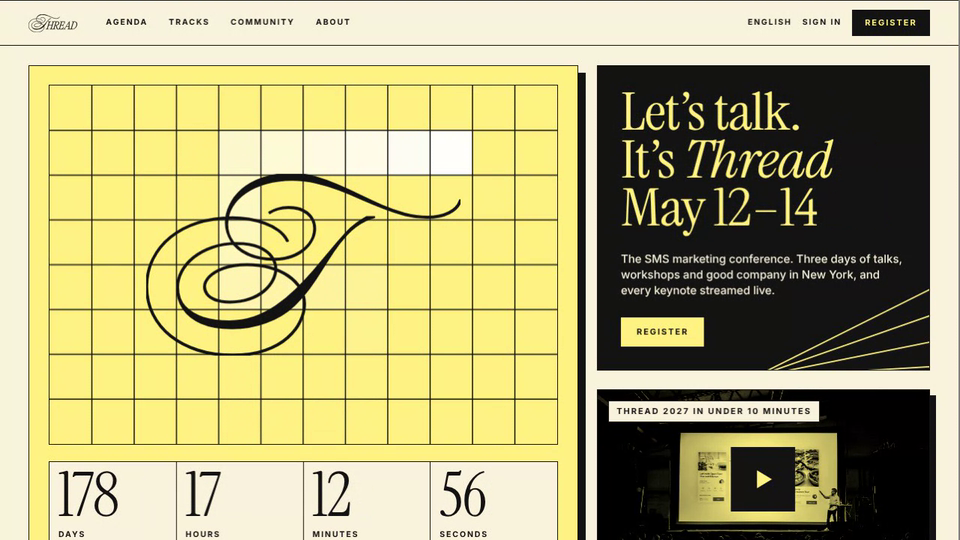 Thread
AGENDA
TRACKS
COMMUNITY
ABOUT
ENGLISH
SIGN IN
REGISTER
T
178
DAYS
17
HOURS
12
MINUTES
56
SECONDS
Let’s talk.
It’s Thread
May 12–14
The SMS marketing conference. Three days of talks,
workshops and good company in New York, and
every keynote streamed live.
REGISTER
THREAD 2027 IN UNDER 10 MINUTES